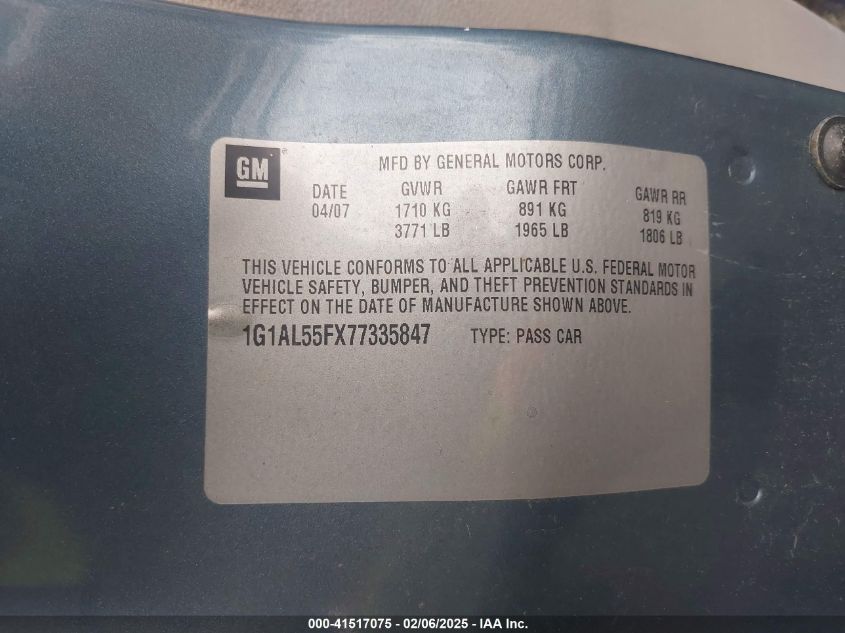 GM
MFD BY GENERAL MOTORS CORP.
DATE GVWR GAWR FRT GAWR RR
04/07 1710 KG 891 KG 819 KG
3771 LB 1965 LB 1806 LB
THIS VEHICLE CONFORMS TO ALL APPLICABLE U.S. FEDERAL MOTOR
VEHICLE SAFETY, BUMPER, AND THEFT PREVENTION STANDARDS IN
EFFECT ON THE DATE OF MANUFACTURE SHOWN ABOVE.
1G1AL55FX77335847 TYPE: PASS CAR
000-41517075 - 02/06/2025 - IAA Inc.